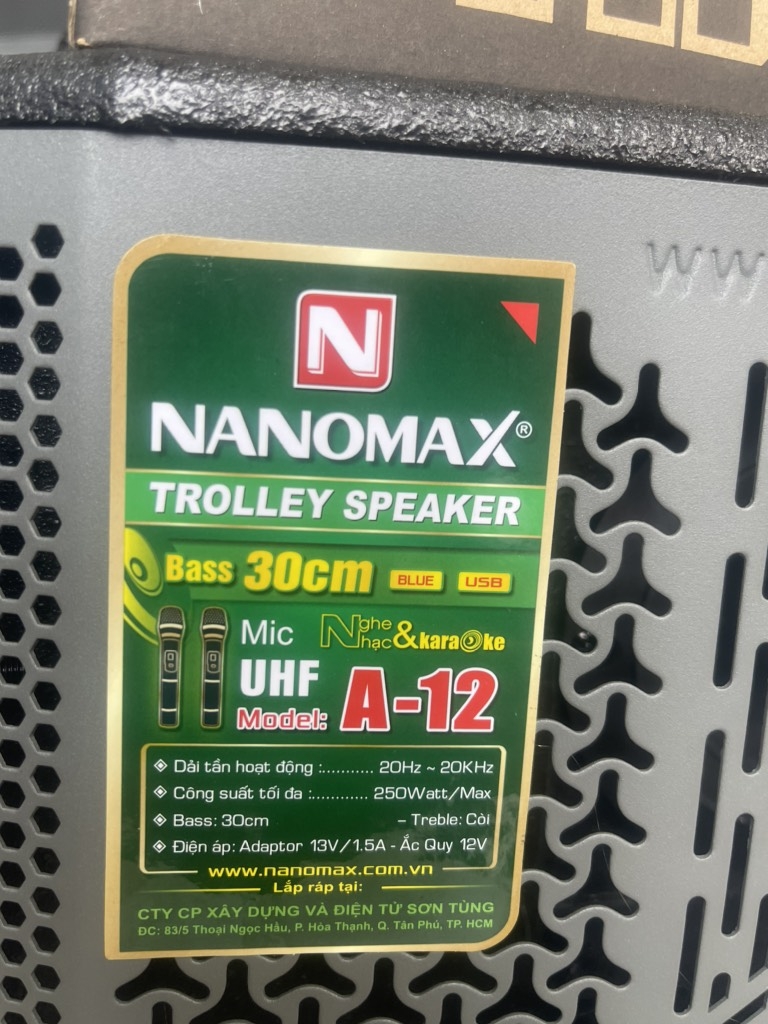 WW
N
NANOMAX®
TROLLEY SPEAKER
Bass 30cm BLUE USB
Mic Nghe Nhạc & karaOke
UHF
Model: A-12
Dải tần hoạt động :........... 20Hz ~ 20KHz
Công suất tối đa :............ 250Watt/Max
Bass: 30cm – Treble: Còi
Điện áp: Adaptor 13V/1.5A - Ắc Quy 12V
www.nanomax.com.vn
Lắp ráp tại:
CTY CP XÂY DỰNG VÀ ĐIỆN TỬ SƠN TÙNG
ĐC: 83/5 Thoại Ngọc Hầu, P. Hòa Thạnh, Q. Tân Phú, TP. HCM